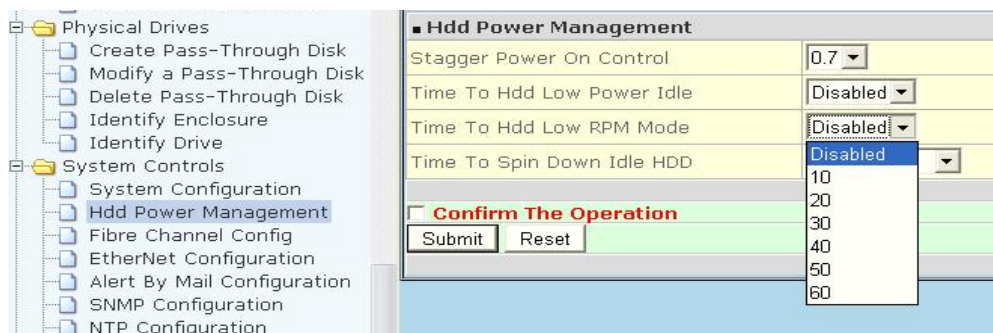 Physical Drives
Create Pass-Through Disk
Modify a Pass-Through Disk
Delete Pass-Through Disk
Identify Enclosure
Identify Drive
System Controls
System Configuration
Hdd Power Management
Fibre Channel Config
EtherNet Configuration
Alert By Mail Configuration
SNMP Configuration
NTP Configuration
Hdd Power Management
Stagger Power On Control 0.7
Time To Hdd Low Power Idle Disabled
Time To Hdd Low RPM Mode Disabled
Time To Spin Down Idle HDD
Disabled
10
20
30
40
50
60
Confirm The Operation
Submit Reset